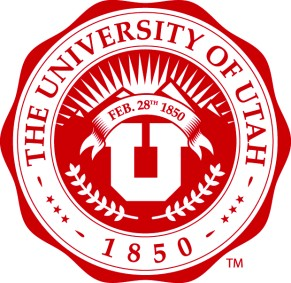 THE UNIVERSITY OF UTAH
FEB. 28TH 1850
U
- 1850 -
TM